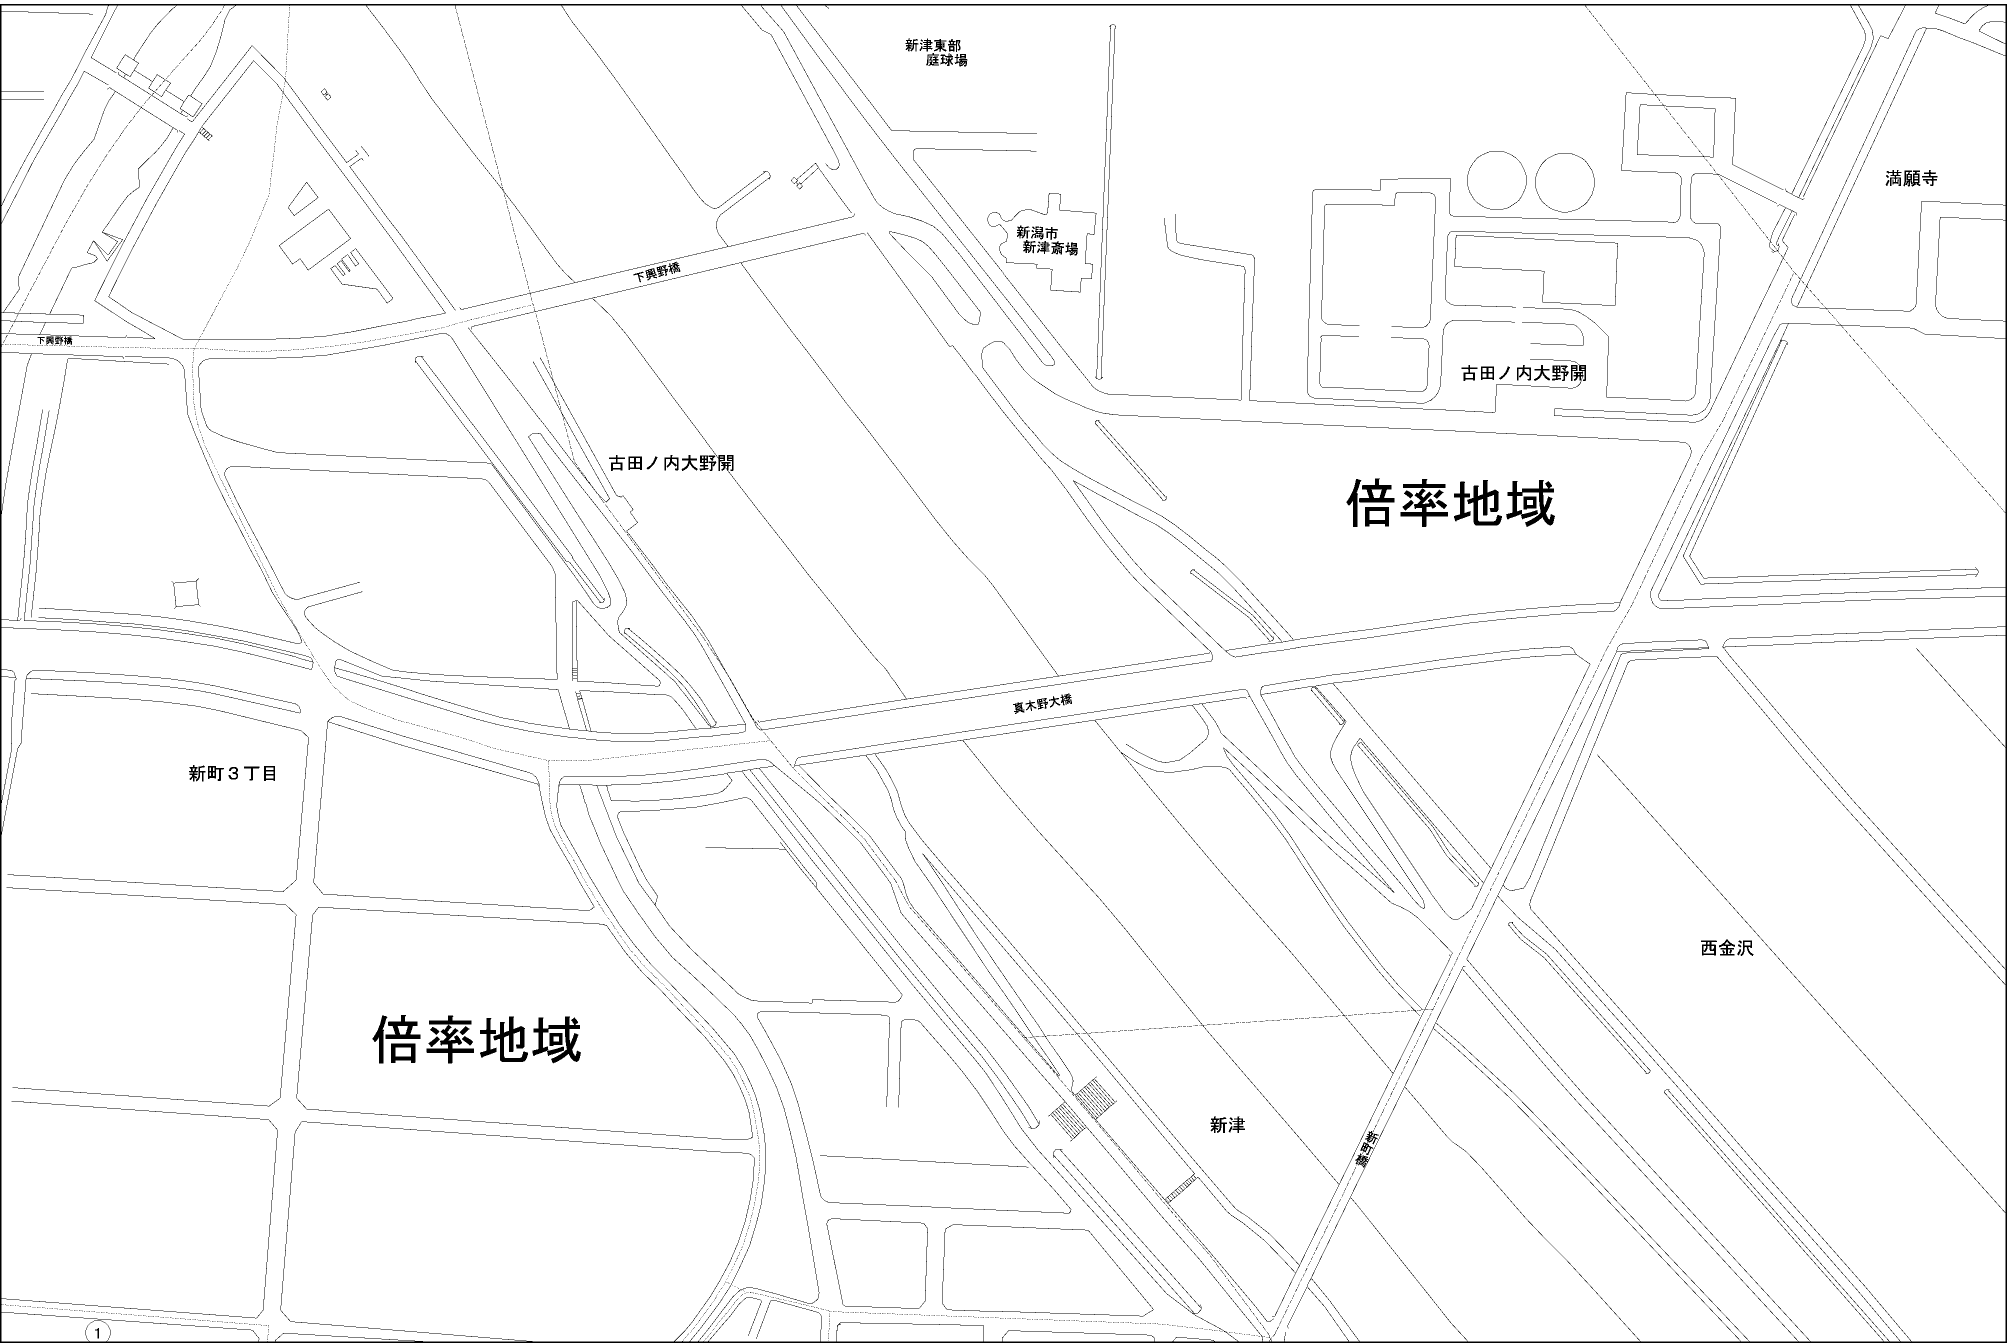 新津東部
庭球場
満願寺
新潟市
新津斎場
下興野橋
下興野橋
古田ノ内大野開
古田ノ内大野開
倍率地域
真木野大橋
新町３丁目
西金沢
倍率地域
新津
新町橋
1